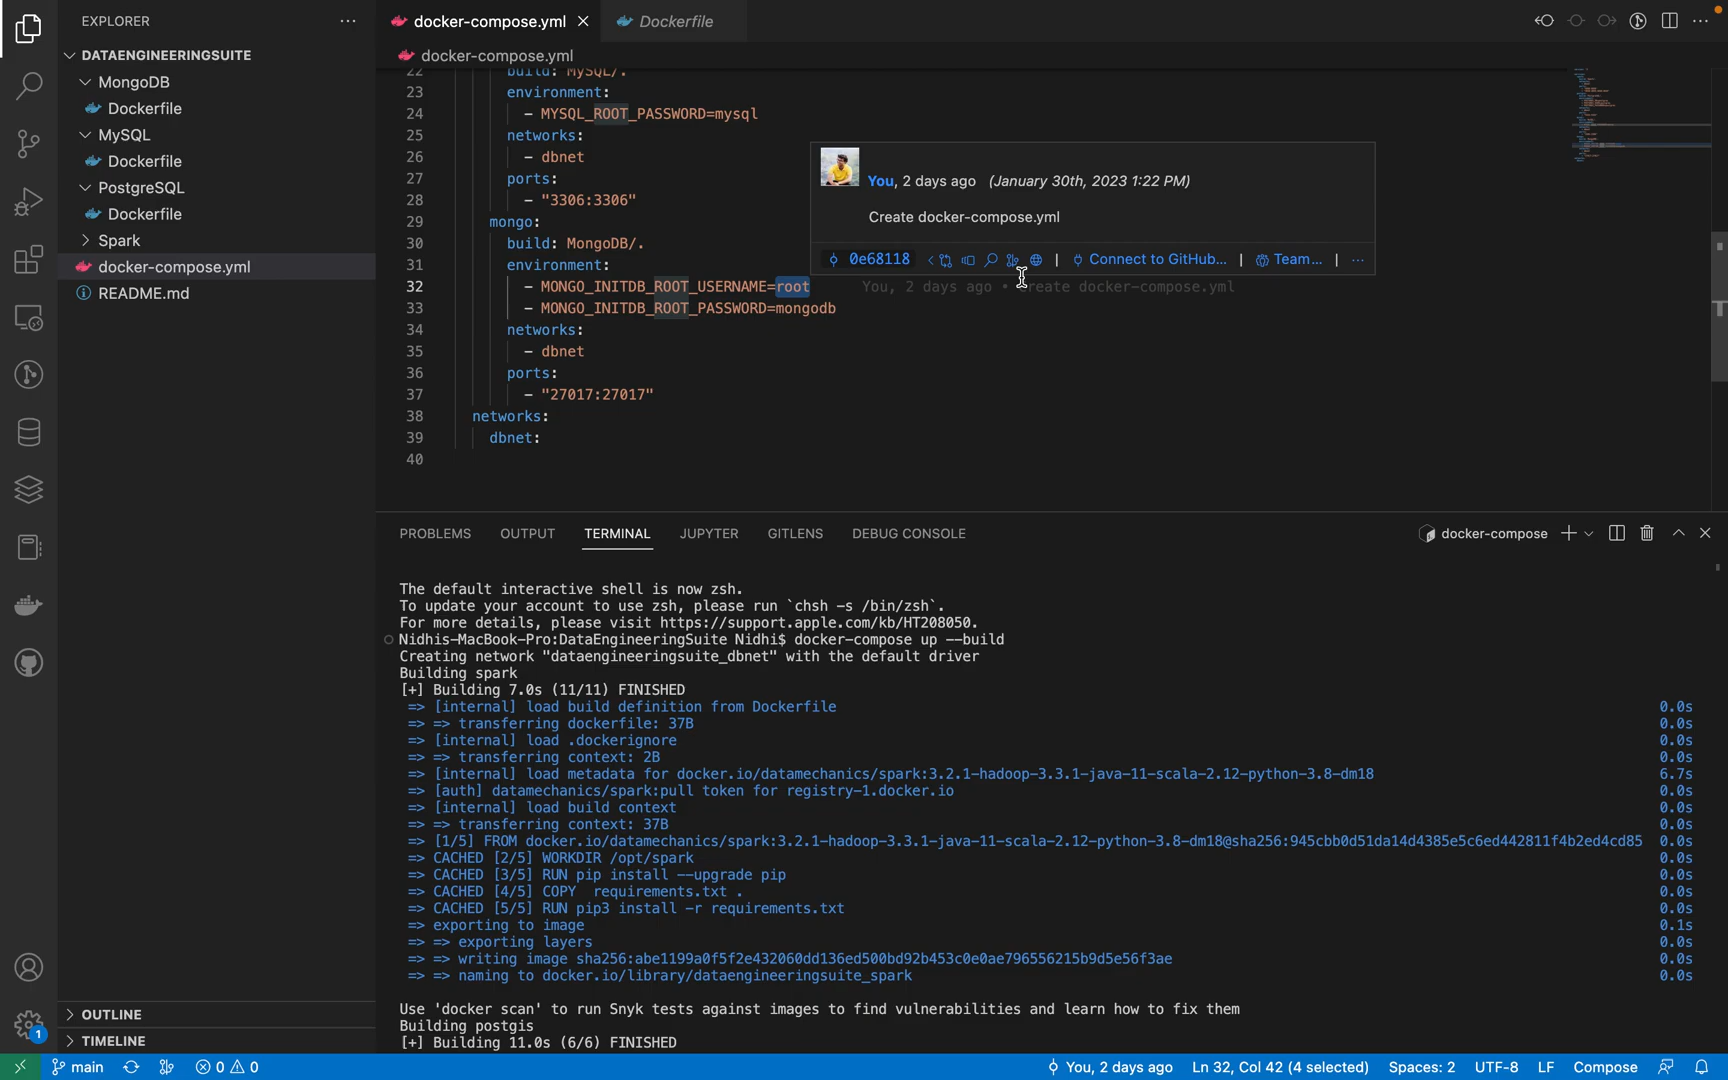 EXPLORER
DATAENGINEERINGSUITE
MongoDB
Dockerfile
MySQL
Dockerfile
PostgreSQL
Dockerfile
Spark
docker-compose.yml
README.md
OUTLINE
TIMELINE
docker-compose.yml
Dockerfile
docker-compose.yml
22 build: MySQL/.
23 environment:
24 - MYSQL_ROOT_PASSWORD=mysql
25 networks:
26 - dbnet
27 ports:
28 - "3306:3306"
29 mongo:
30 build: MongoDB/.
31 environment:
32 - MONGO_INITDB_ROOT_USERNAME=root You, 2 days ago • Create docker-compose.yml
33 - MONGO_INITDB_ROOT_PASSWORD=mongodb
34 networks:
35 - dbnet
36 ports:
37 - "27017:27017"
38 networks:
39 dbnet:
40
You, 2 days ago (January 30th, 2023 1:22 PM)
Create docker-compose.yml
0e68118 | Connect to GitHub... | Team... | ...
PROBLEMS OUTPUT TERMINAL JUPYTER GITLENS DEBUG CONSOLE
docker-compose
The default interactive shell is now zsh.
To update your account to use zsh, please run `chsh -s /bin/zsh`.
For more details, please visit https://support.apple.com/kb/HT208050.
Nidhis-MacBook-Pro:DataEngineeringSuite Nidhi$ docker-compose up --build
Creating network "dataengineeringsuite_dbnet" with the default driver
Building spark
[+] Building 7.0s (11/11) FINISHED
=> [internal] load build definition from Dockerfile 0.0s
=> => transferring dockerfile: 37B 0.0s
=> [internal] load .dockerignore 0.0s
=> => transferring context: 2B 0.0s
=> [internal] load metadata for docker.io/datamechanics/spark:3.2.1-hadoop-3.3.1-java-11-scala-2.12-python-3.8-dm18 6.7s
=> [auth] datamechanics/spark:pull token for registry-1.docker.io 0.0s
=> [internal] load build context 0.0s
=> => transferring context: 37B 0.0s
=> [1/5] FROM docker.io/datamechanics/spark:3.2.1-hadoop-3.3.1-java-11-scala-2.12-python-3.8-dm18@sha256:945cbb0d51da14d4385e5c6ed442811f4b2ed4cd85 0.0s
=> CACHED [2/5] WORKDIR /opt/spark 0.0s
=> CACHED [3/5] RUN pip install --upgrade pip 0.0s
=> CACHED [4/5] COPY requirements.txt . 0.0s
=> CACHED [5/5] RUN pip3 install -r requirements.txt 0.0s
=> exporting to image 0.1s
=> => exporting layers 0.0s
=> => writing image sha256:abe1199a0f5f2e432060dd136ed500bd92b453c0e0ae796556215b9d5e56f3ae 0.0s
=> => naming to docker.io/library/dataengineeringsuite_spark 0.0s
Use 'docker scan' to run Snyk tests against images to find vulnerabilities and learn how to fix them
Building postgis
[+] Building 11.0s (6/6) FINISHED
1
main 0 0 You, 2 days ago Ln 32, Col 42 (4 selected) Spaces: 2 UTF-8 LF Compose